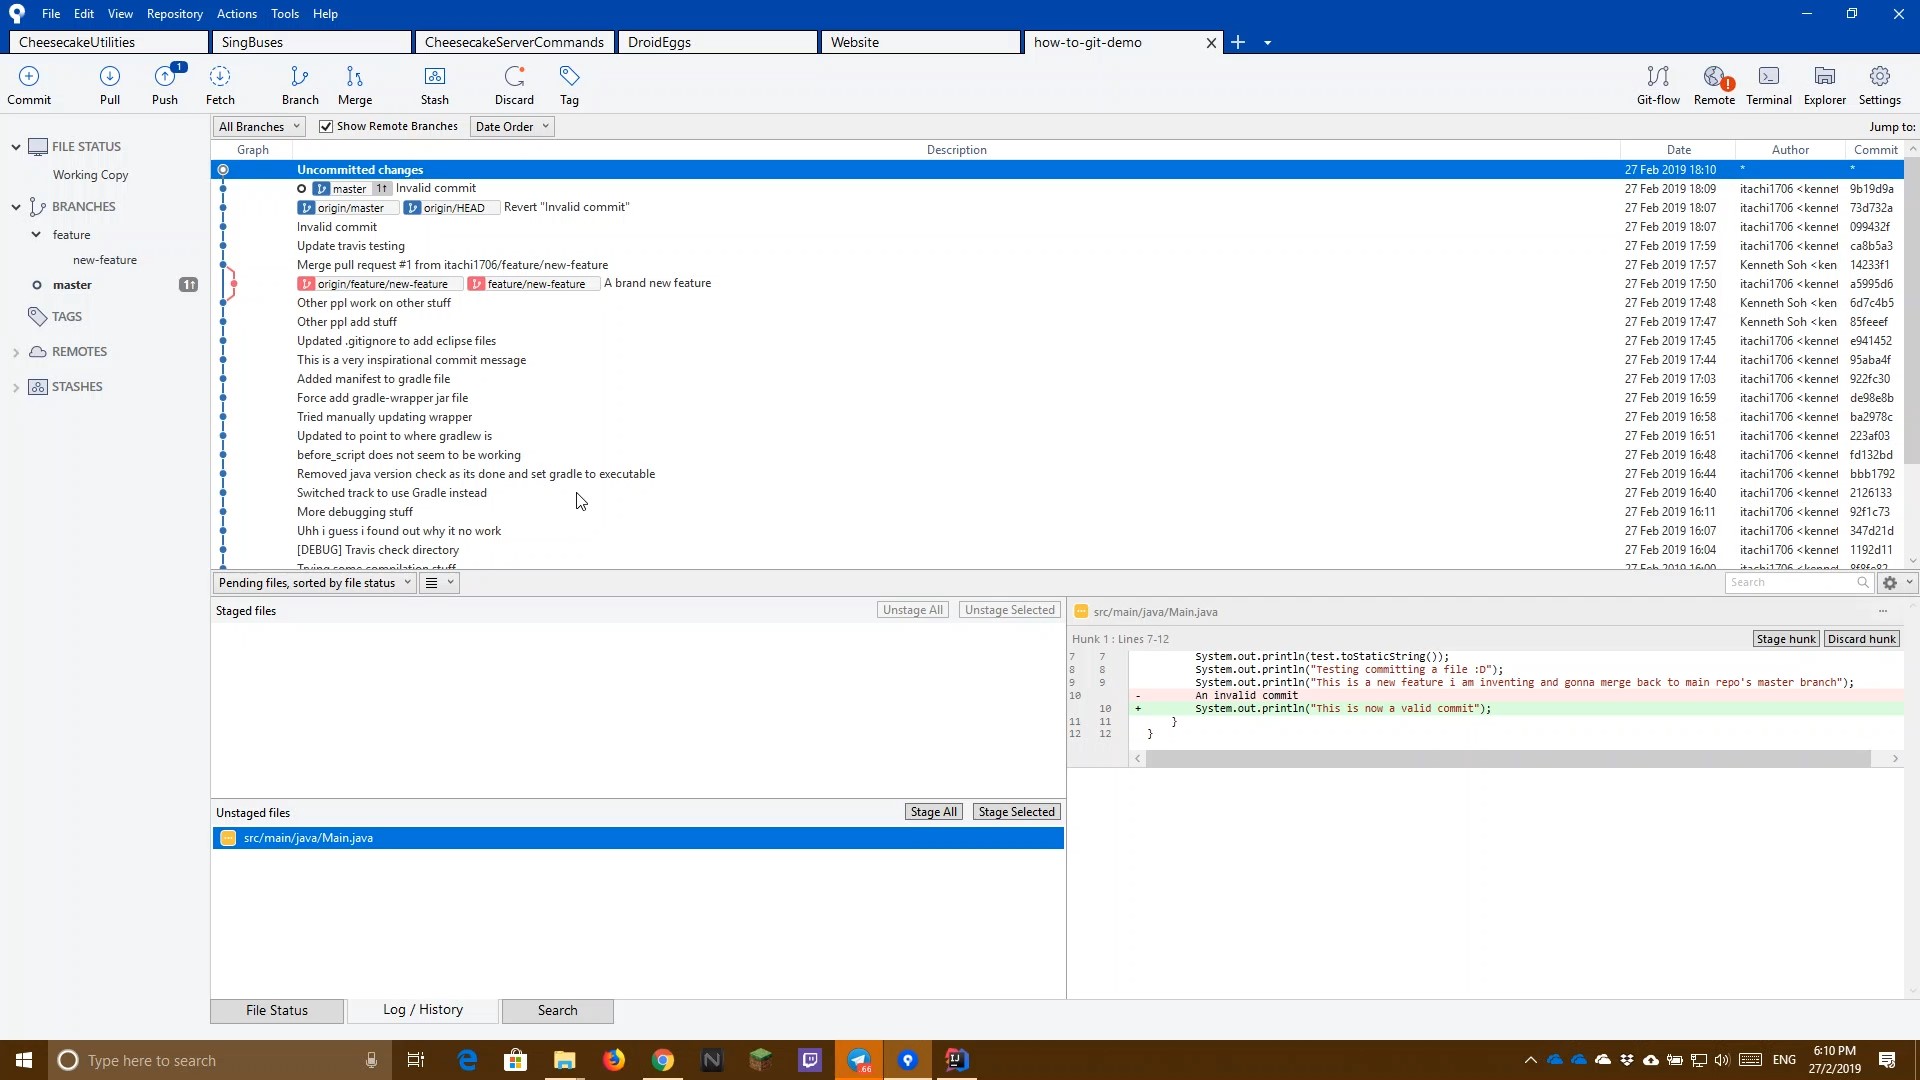 File Edit View Repository Actions Tools Help
CheesecakeUtilities SingBuses CheesecakeServerCommands DroidEggs Website how-to-git-demo
1
Commit Pull Push Fetch Branch Merge Stash Discard Tag Git-flow Remote Terminal Explorer Settings
All Branches Show Remote Branches Date Order Jump to:
Graph Description Date Author Commit
Uncommitted changes 27 Feb 2019 18:10 * *
master 1↑ Invalid commit 27 Feb 2019 18:09 itachi1706 <kennet 9b19d9a
origin/master origin/HEAD Revert "Invalid commit" 27 Feb 2019 18:07 itachi1706 <kennet 73d732a
Invalid commit 27 Feb 2019 18:07 itachi1706 <kennet 099432f
Update travis testing 27 Feb 2019 17:59 itachi1706 <kennet ca8b5a3
Merge pull request #1 from itachi1706/feature/new-feature 27 Feb 2019 17:57 Kenneth Soh <ken 14233f1
origin/feature/new-feature feature/new-feature A brand new feature 27 Feb 2019 17:50 itachi1706 <kennet a5995d6
Other ppl work on other stuff 27 Feb 2019 17:48 Kenneth Soh <ken 6d7c4b5
Other ppl add stuff 27 Feb 2019 17:47 Kenneth Soh <ken 85feeef
Updated .gitignore to add eclipse files 27 Feb 2019 17:45 itachi1706 <kennet e941452
This is a very inspirational commit message 27 Feb 2019 17:44 itachi1706 <kennet 95aba4f
Added manifest to gradle file 27 Feb 2019 17:03 itachi1706 <kennet 922fc30
Force add gradle-wrapper jar file 27 Feb 2019 16:59 itachi1706 <kennet de98e8b
Tried manually updating wrapper 27 Feb 2019 16:58 itachi1706 <kennet ba2978c
Updated to point to where gradlew is 27 Feb 2019 16:51 itachi1706 <kennet 223af03
before_script does not seem to be working 27 Feb 2019 16:48 itachi1706 <kennet fd132bd
Removed java version check as its done and set gradle to executable 27 Feb 2019 16:44 itachi1706 <kennet bbb1792
Switched track to use Gradle instead 27 Feb 2019 16:40 itachi1706 <kennet 2126133
More debugging stuff 27 Feb 2019 16:11 itachi1706 <kennet 92f1c73
Uhh i guess i found out why it no work 27 Feb 2019 16:07 itachi1706 <kennet 347d21d
[DEBUG] Travis check directory 27 Feb 2019 16:04 itachi1706 <kennet 1192d11
Trying some compilation stuff 27 Feb 2019 16:00 itachi1706 <kennet
FILE STATUS
Working Copy
BRANCHES
feature
new-feature
master 1↑
TAGS
REMOTES
STASHES
Pending files, sorted by file status Search
Staged files Unstage All Unstage Selected
Unstaged files Stage All Stage Selected
src/main/java/Main.java
src/main/java/Main.java ...
Hunk 1 : Lines 7-12 Stage hunk Discard hunk
7 7 System.out.println(test.toStaticString());
8 8 System.out.println("Testing committing a file :D");
9 9 System.out.println("This is a new feature i am inventing and gonna merge back to main repo's master branch");
10 - An invalid commit
10 + System.out.println("This is now a valid commit");
11 11 }
12 12 }
File Status Log / History Search
Type here to search .66 ENG 6:10 PM
27/2/2019